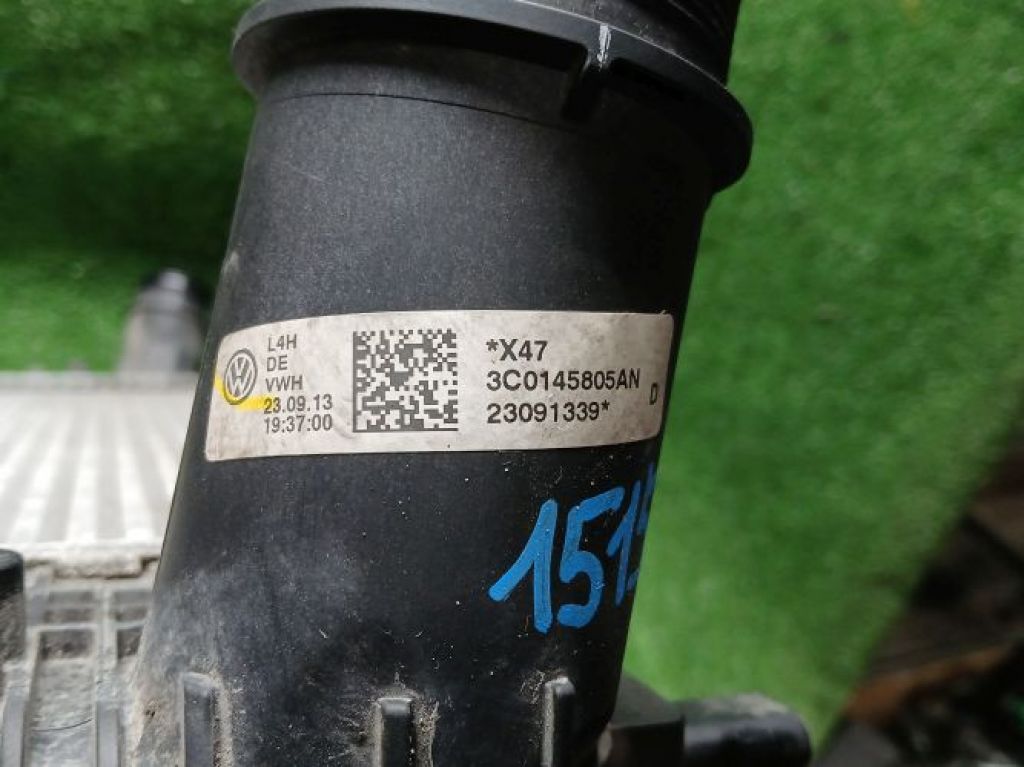 L4H
DE
VWH
23.09.13
19:37:00
*X47
3C0145805AN
23091339*
D